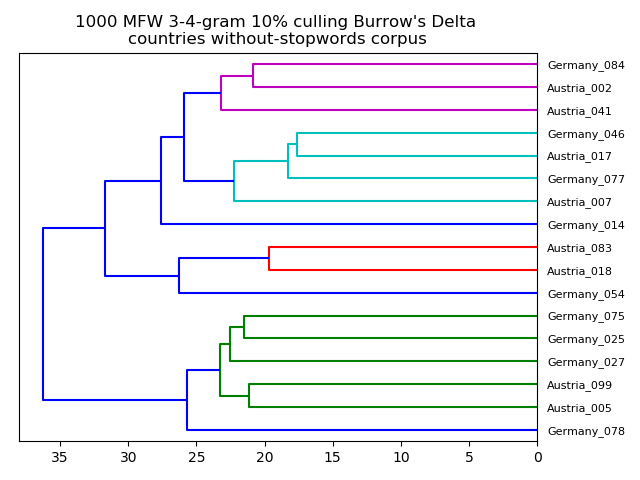 1000 MFW 3-4-gram 10% culling Burrow's Delta
countries without-stopwords corpus
Germany_084
Austria_002
Austria_041
Germany_046
Austria_017
Germany_077
Austria_007
Germany_014
Austria_083
Austria_018
Germany_054
Germany_075
Germany_025
Germany_027
Austria_099
Austria_005
Germany_078
35 30 25 20 15 10 5 0